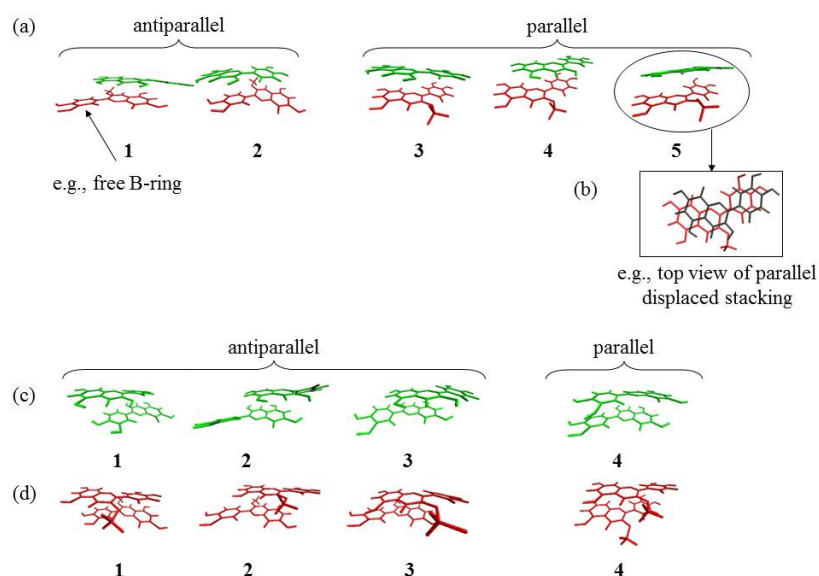 (a)
antiparallel
parallel
1
2
3
4
5
e.g., free B-ring
(b)
e.g., top view of parallel
displaced stacking
antiparallel
parallel
(c)
1
2
3
4
(d)
1
2
3
4